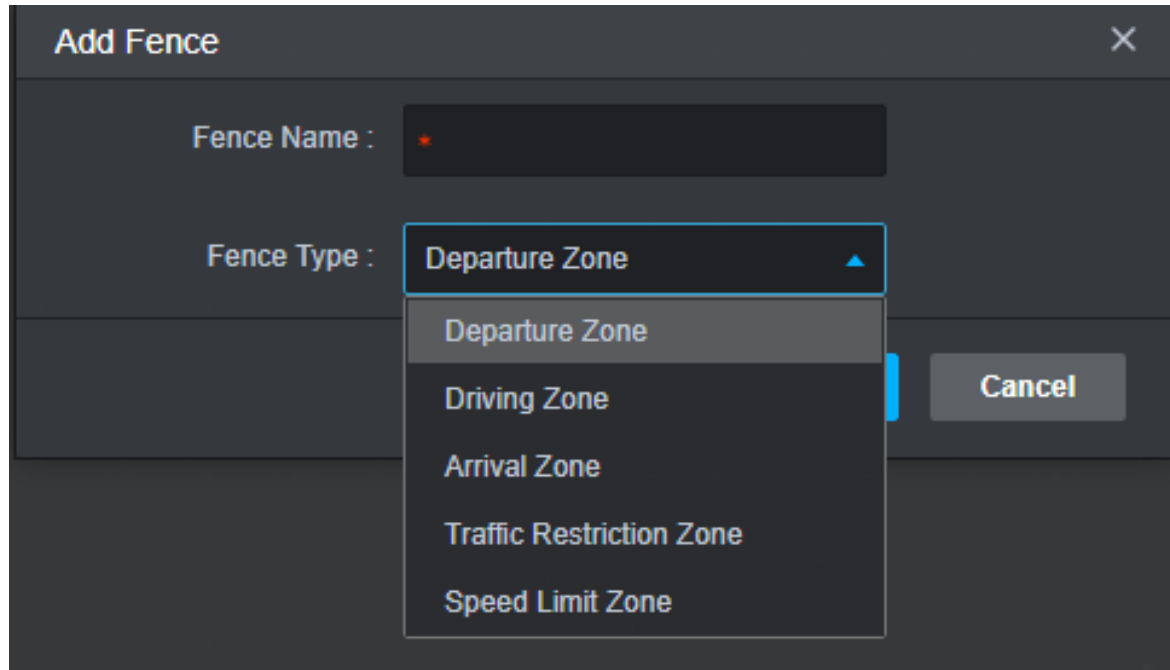 Add Fence
Fence Name :
*
Fence Type :
Departure Zone
Departure Zone
Driving Zone
Cancel
Arrival Zone
Traffic Restriction Zone
Speed Limit Zone